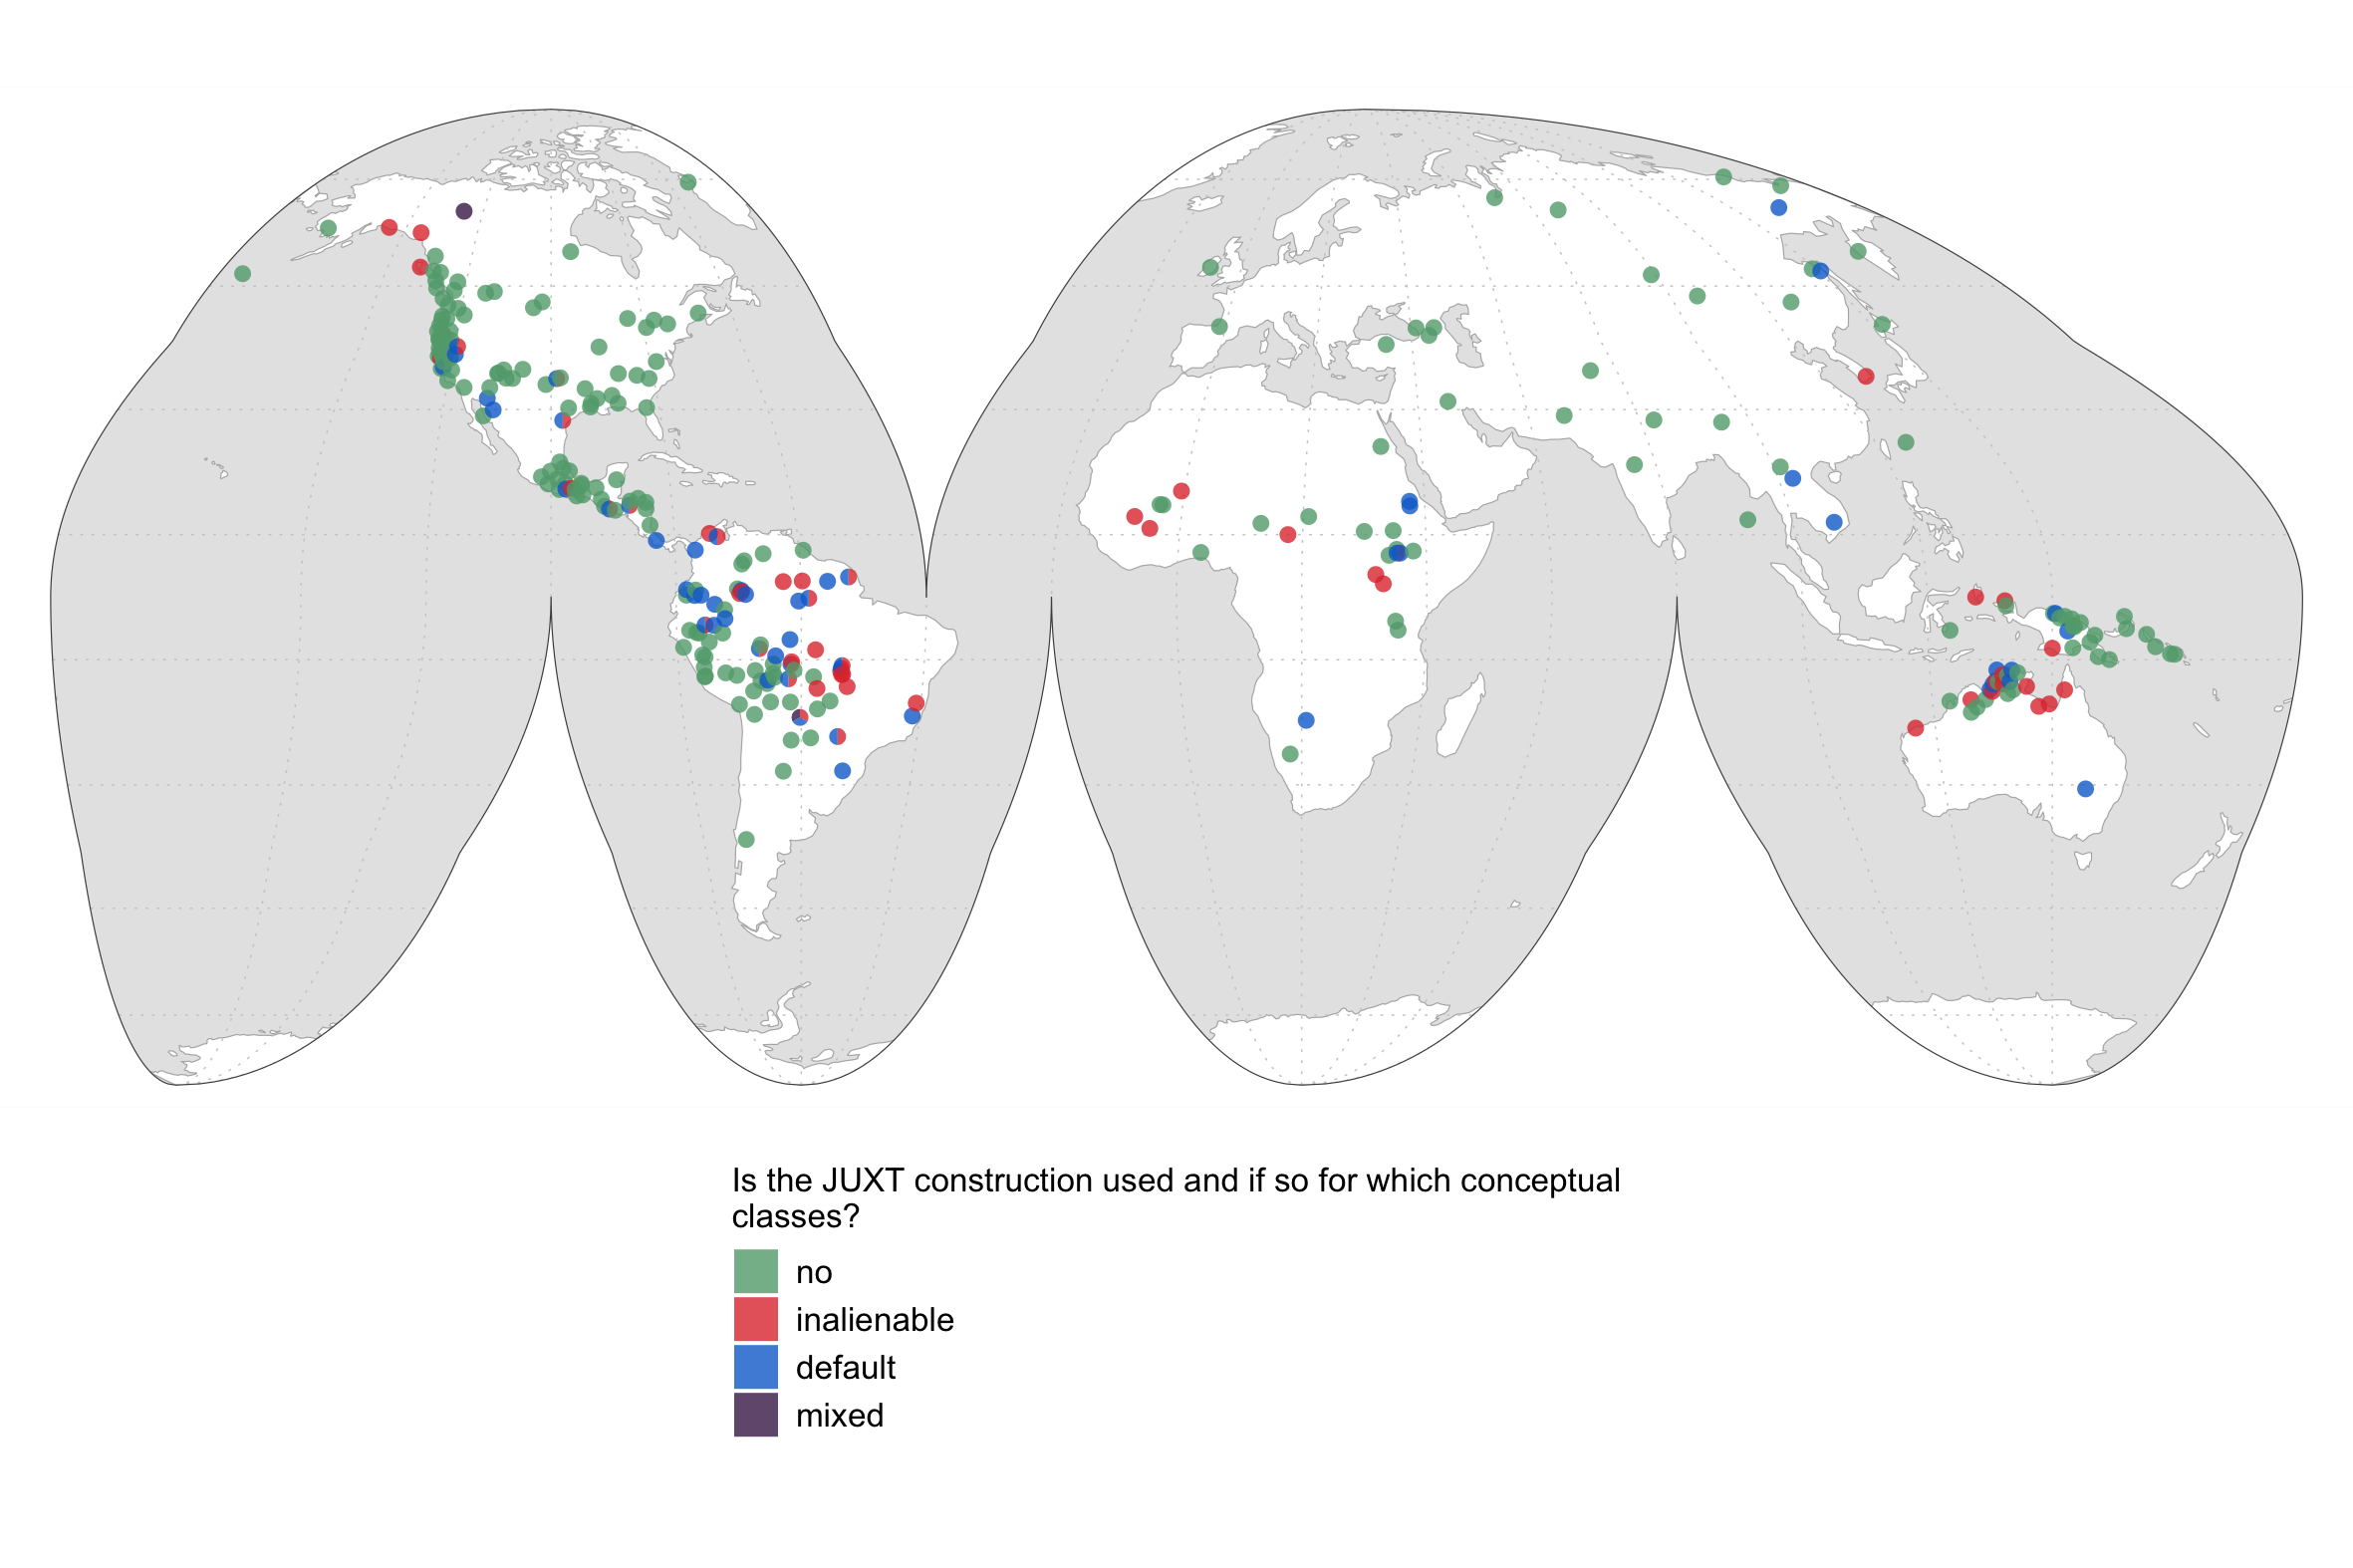 Is the JUXT construction used and if so for which conceptual
classes?
no
inalienable
default
mixed